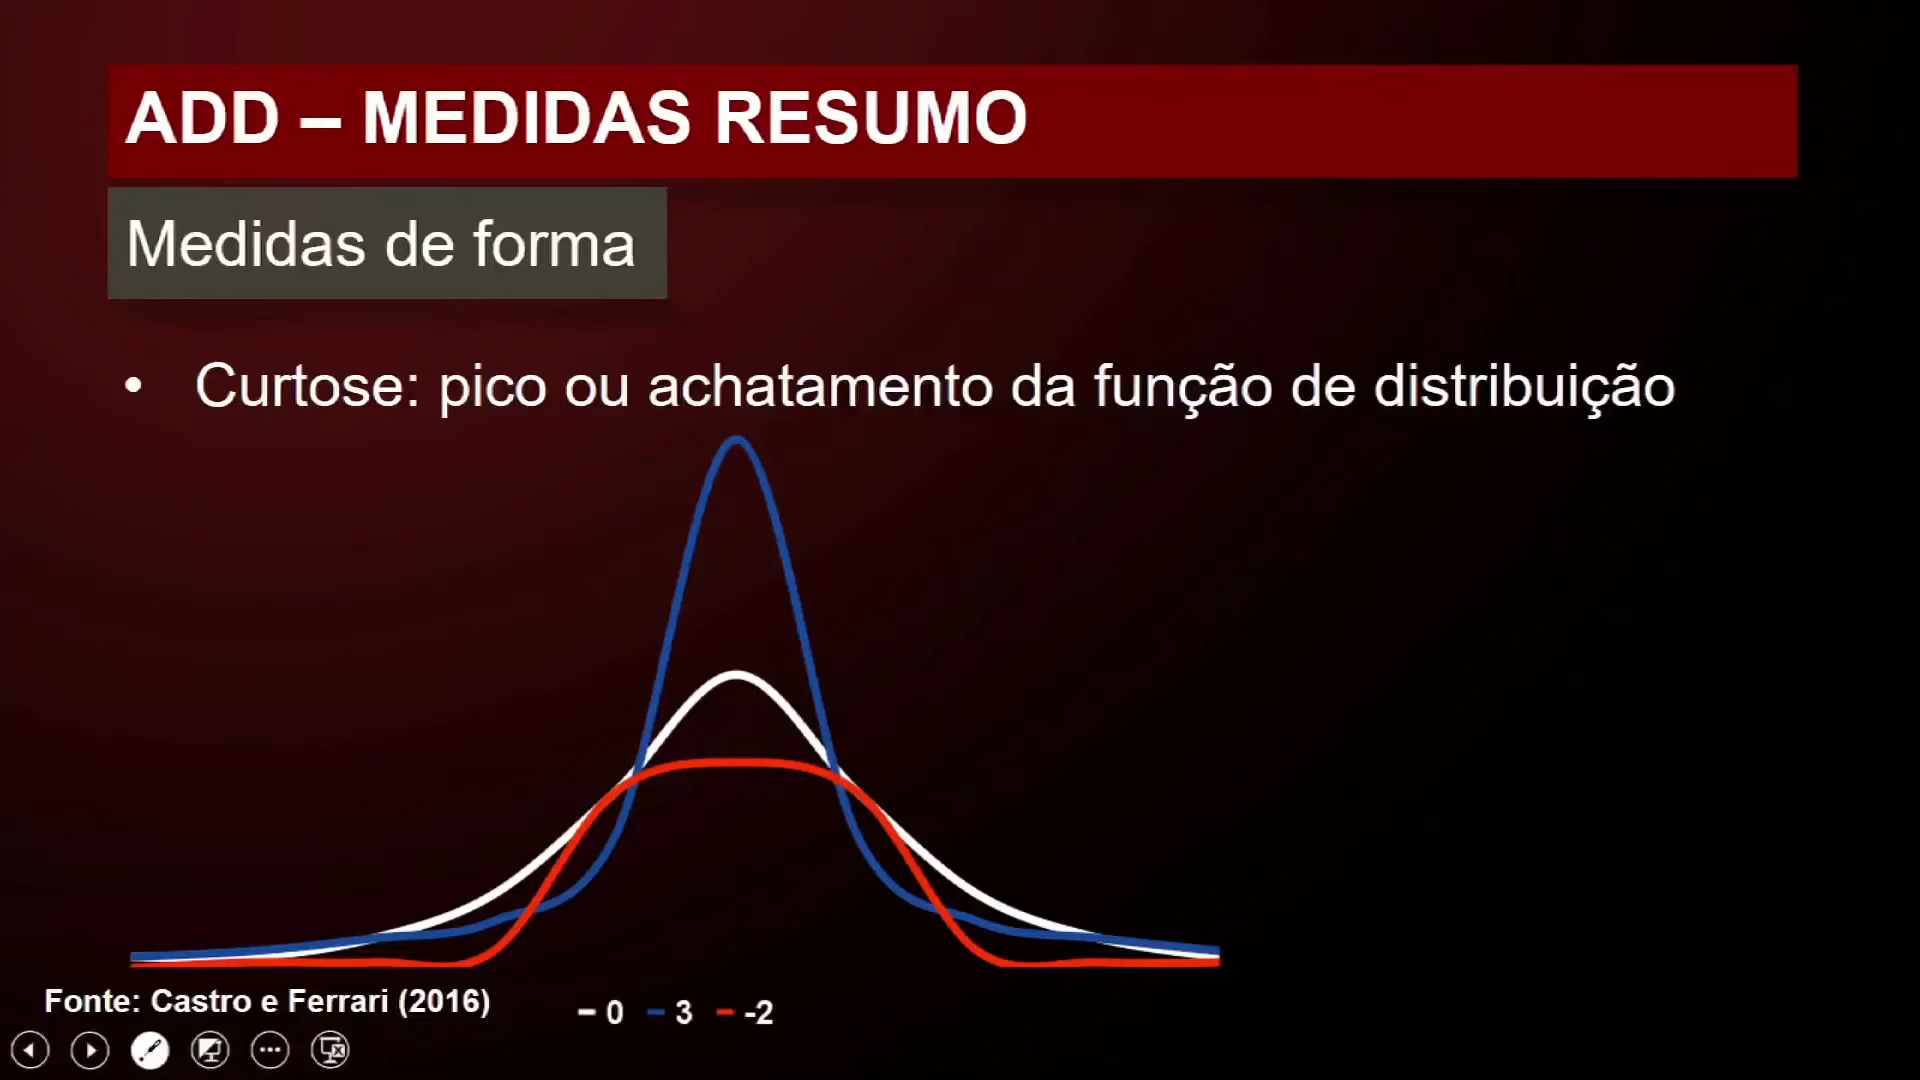 ADD – MEDIDAS RESUMO
Medidas de forma
• Curtose: pico ou achatamento da função de distribuição
Fonte: Castro e Ferrari (2016)
0 3 -2